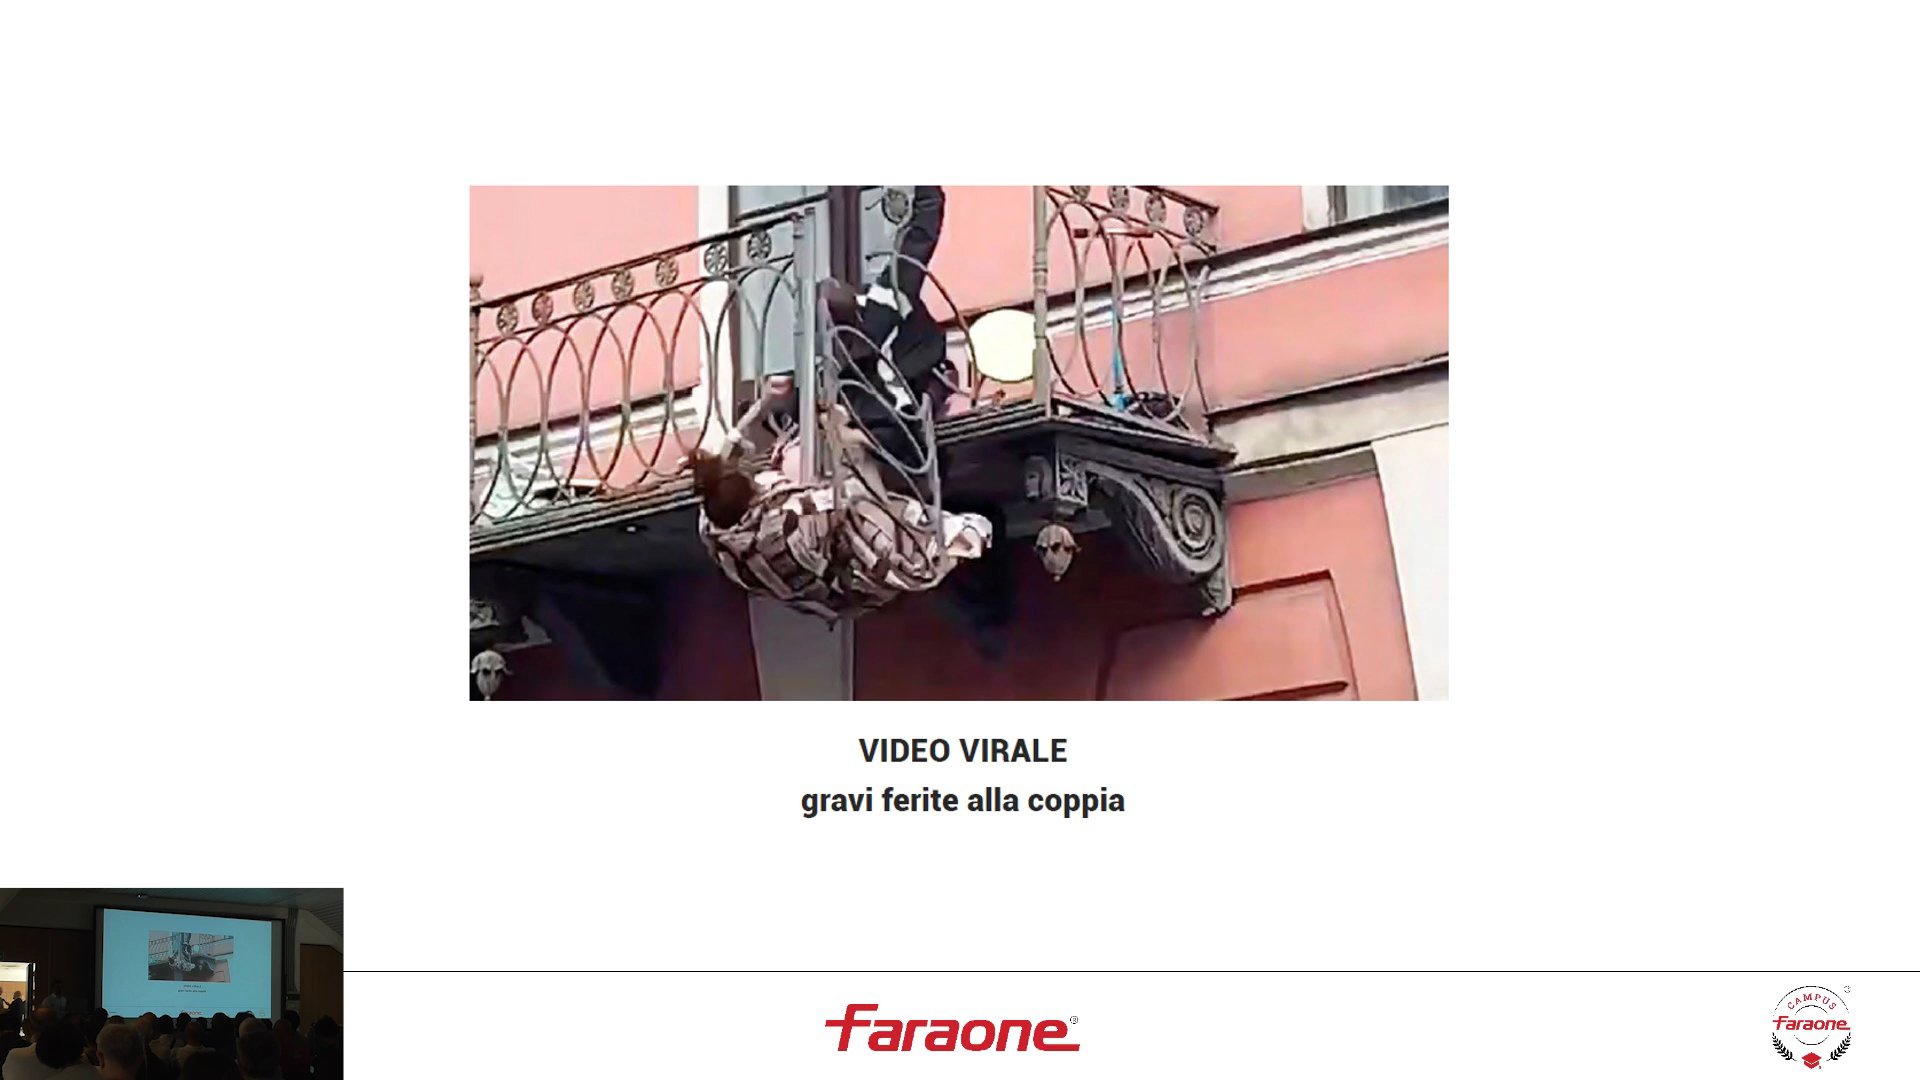 VIDEO VIRALE
gravi ferite alla coppia
faraone
CAMPUS
faraone